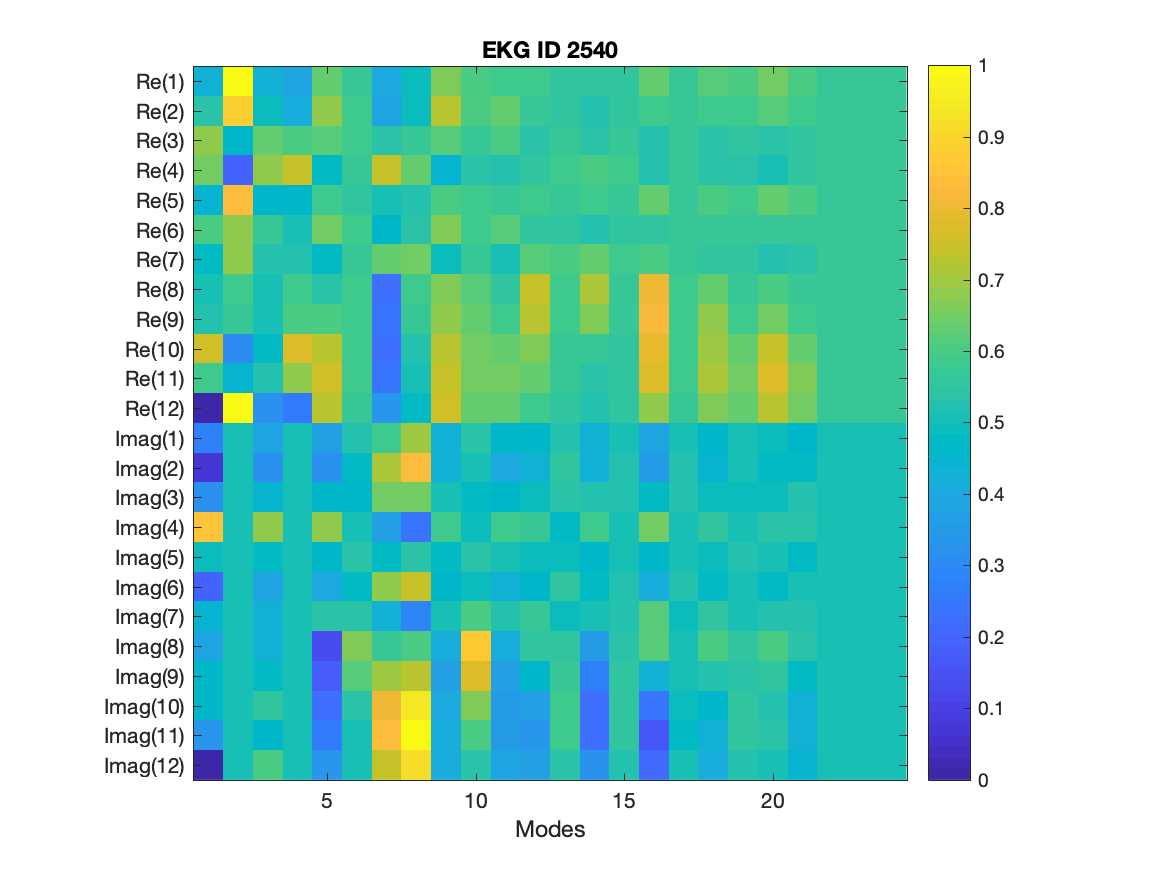 EKG ID 2540
Re(1)
Re(2)
Re(3)
Re(4)
Re(5)
Re(6)
Re(7)
Re(8)
Re(9)
Re(10)
Re(11)
Re(12)
Imag(1)
Imag(2)
Imag(3)
Imag(4)
Imag(5)
Imag(6)
Imag(7)
Imag(8)
Imag(9)
Imag(10)
Imag(11)
Imag(12)
5 10 15 20
Modes
1
0.9
0.8
0.7
0.6
0.5
0.4
0.3
0.2
0.1
0